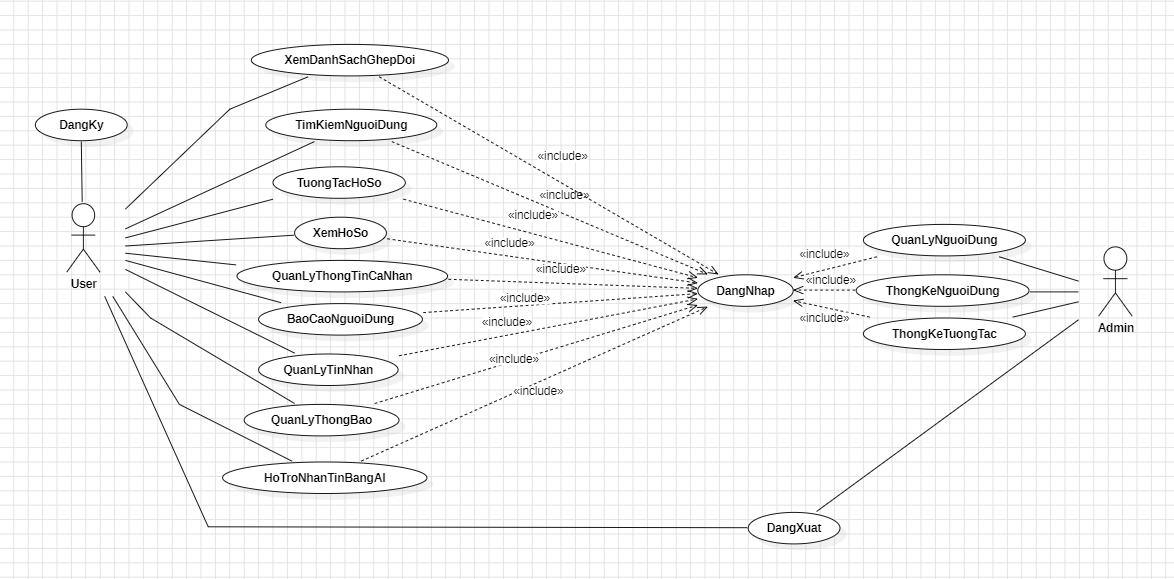 XemDanhSachGhepDoi
DangKy
TimKiemNguoiDung
«include»
TuongTacHoSo
«include»
«include»
XemHoSo
«include»
QuanLyNguoiDung
«include»
User
QuanLyThongTinCaNhan
«include»
DangNhap
«include»
ThongKeNguoiDung
BaoCaoNguoiDung
«include»
«include»
«include»
ThongKeTuongTac
Admin
QuanLyTinNhan
«include»
QuanLyThongBao
«include»
HoTroNhanTinBangAI
DangXuat